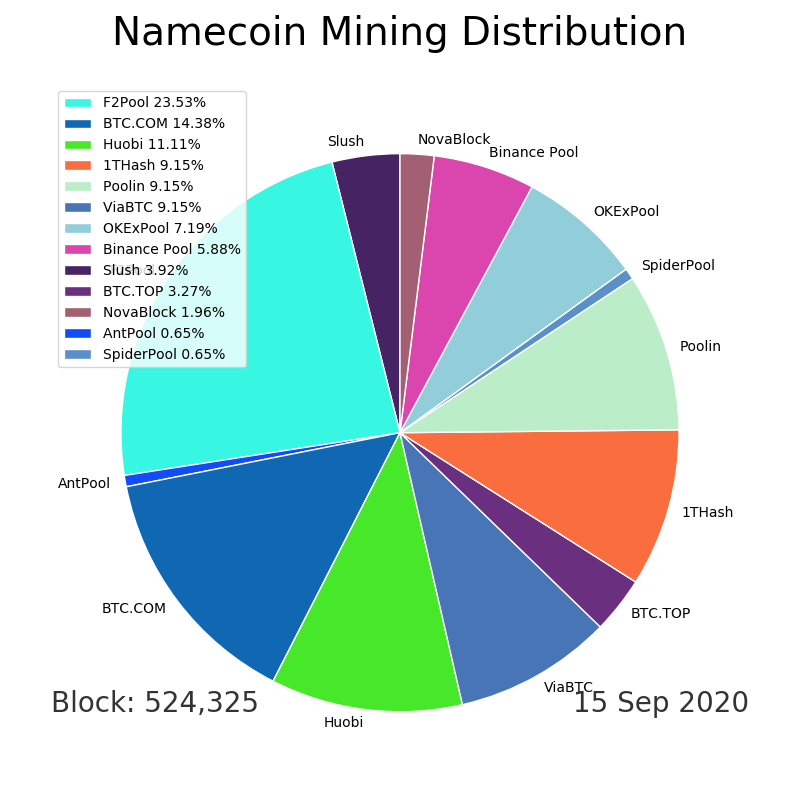 Namecoin Mining Distribution
F2Pool 23.53%
BTC.COM 14.38%
Huobi 11.11%
1THash 9.15%
Poolin 9.15%
ViaBTC 9.15%
OKExPool 7.19%
Binance Pool 5.88%
Slush 3.92%
BTC.TOP 3.27%
NovaBlock 1.96%
AntPool 0.65%
SpiderPool 0.65%
Slush
NovaBlock
Binance Pool
OKExPool
SpiderPool
Poolin
1THash
BTC.TOP
ViaBTC
Huobi
BTC.COM
AntPool
Block: 524,325
15 Sep 2020